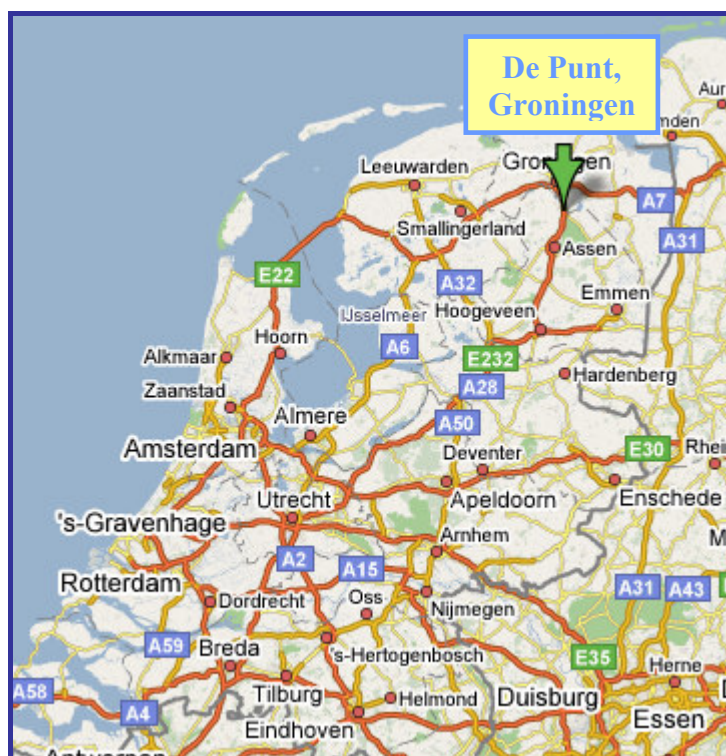 De Punt,
Groningen
Leeuwarden
Groningen
A7
Smallingerland
A31
Assen
E22
A32
Emmen
IJsselmeer
Hoogeveen
Hoorn
A6
Alkmaar
E232
Hardenberg
A28
Zaanstad
Almere
A50
Amsterdam
Deventer
E30
Utrecht
Apeldoorn
Enschede
's-Gravenhage
Arnhem
A2
A15
Rotterdam
A31
A43
Dordrecht
Oss
Nijmegen
A59
Breda
's-Hertogenbosch
E35
Herne
A58
Tilburg
Helmond
Duisburg
A4
Essen
Eindhoven